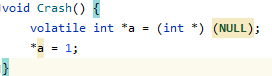 void Crash() {
    volatile int *a = (int *) (NULL);
    *a = 1;
}